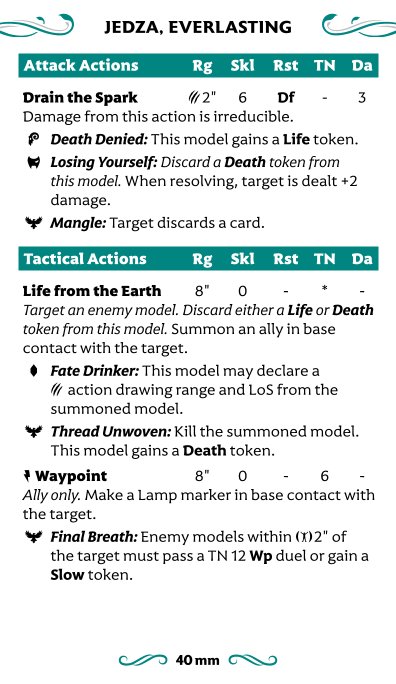 JEDZA, EVERLASTING
Attack Actions Rg Skl Rst TN Da
Drain the Spark 2" 6 Df - 3
Damage from this action is irreducible.
Death Denied: This model gains a Life token.
Losing Yourself: Discard a Death token from
this model. When resolving, target is dealt +2
damage.
Mangle: Target discards a card.
Tactical Actions Rg Skl Rst TN Da
Life from the Earth 8" 0 - * -
Target an enemy model. Discard either a Life or Death
token from this model. Summon an ally in base
contact with the target.
Fate Drinker: This model may declare a
action drawing range and LoS from the
summoned model.
Thread Unwoven: Kill the summoned model.
This model gains a Death token.
Waypoint 8" 0 - 6 -
Ally only. Make a Lamp marker in base contact with
the target.
Final Breath: Enemy models within 2" of
the target must pass a TN 12 Wp duel or gain a
Slow token.
40 mm